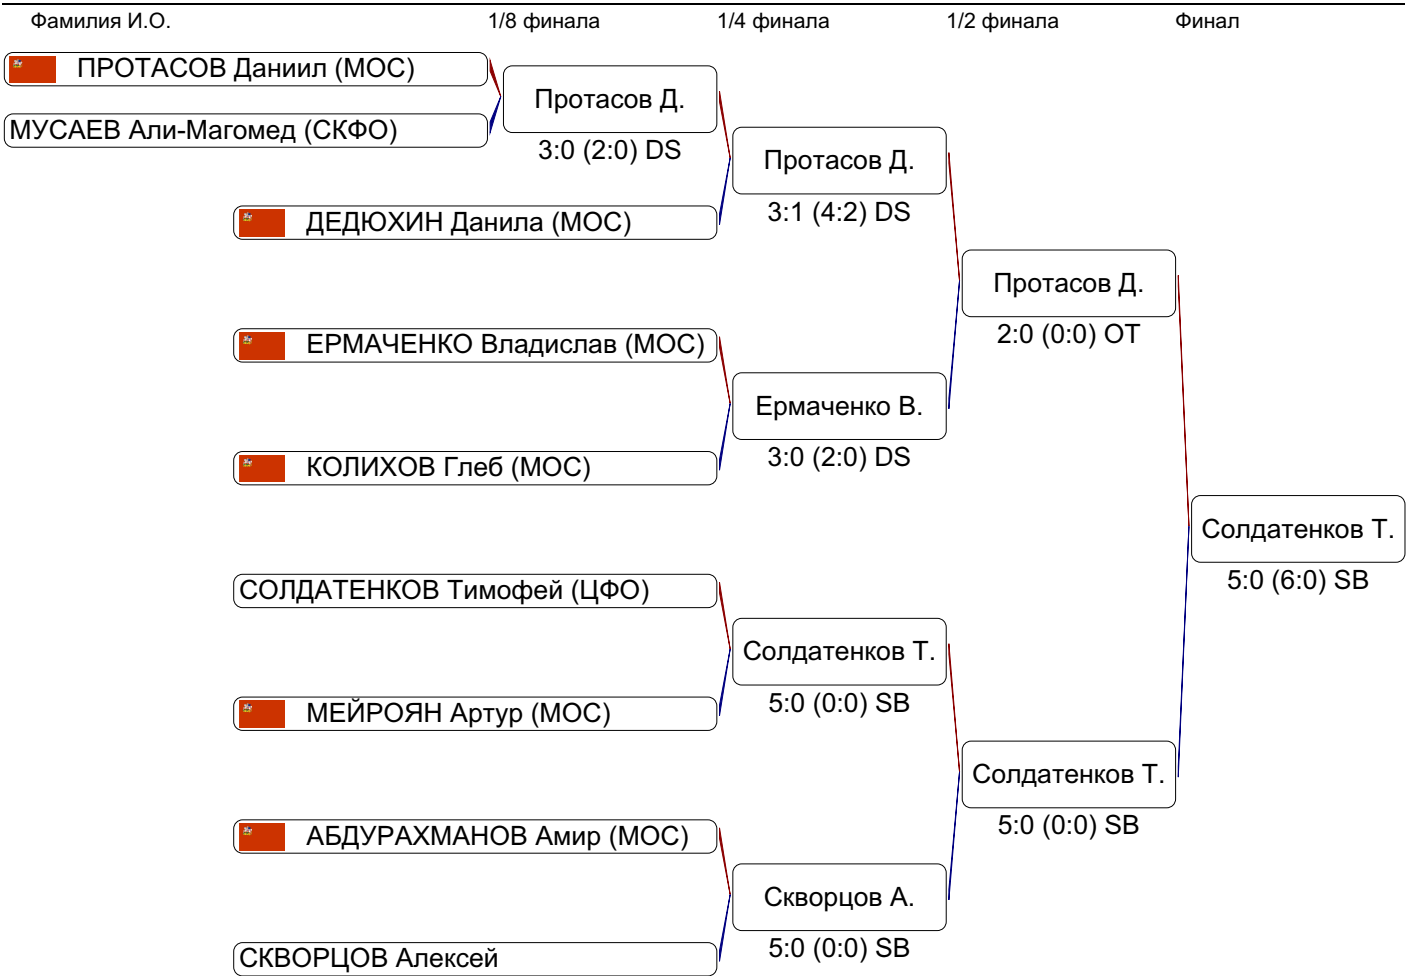 Фамилия И.О. 1/8 финала 1/4 финала 1/2 финала Финал
ПРОТАСОВ Даниил (МОС)
Протасов Д.
МУСАЕВ Али-Магомед (СКФО)
3:0 (2:0) DS
Протасов Д.
3:1 (4:2) DS
ДЕДЮХИН Данила (МОС)
Протасов Д.
2:0 (0:0) OT
ЕРМАЧЕНКО Владислав (МОС)
Ермаченко В.
3:0 (2:0) DS
КОЛИХОВ Глеб (МОС)
Солдатенков Т.
5:0 (6:0) SB
СОЛДАТЕНКОВ Тимофей (ЦФО)
Солдатенков Т.
5:0 (0:0) SB
МЕЙРОЯН Артур (МОС)
Солдатенков Т.
5:0 (0:0) SB
АБДУРАХМАНОВ Амир (МОС)
Скворцов А.
5:0 (0:0) SB
СКВОРЦОВ Алексей